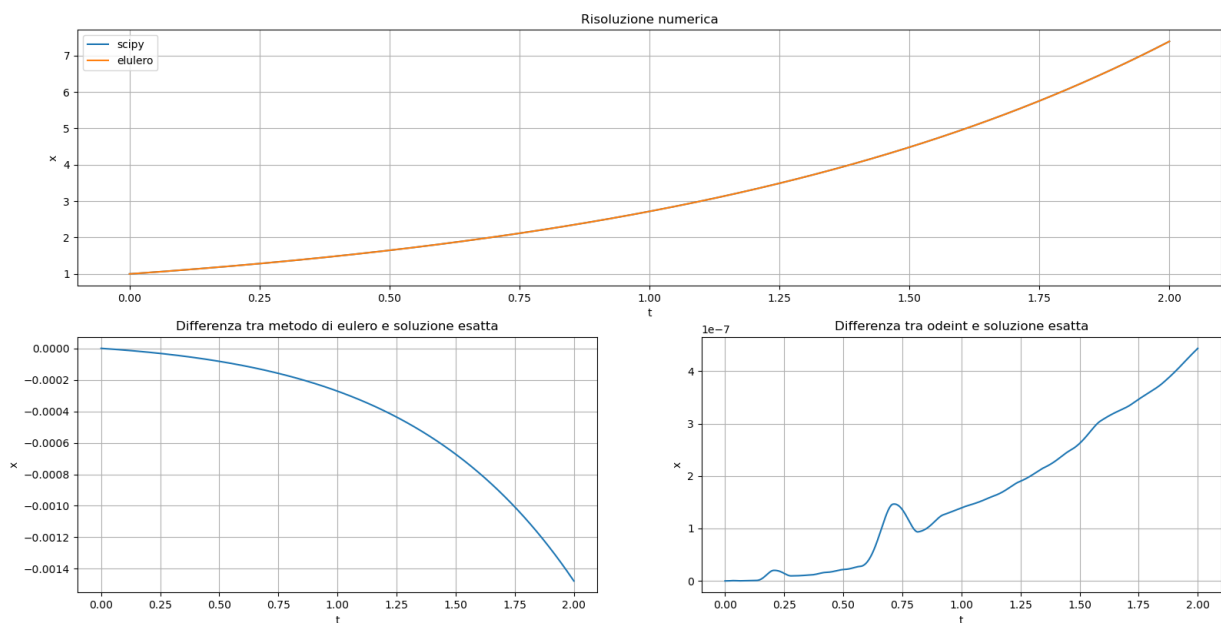 Risoluzione numerica
scipy
elulero
x
7
6
5
4
3
2
1
0.00 0.25 0.50 0.75 1.00 1.25 1.50 1.75 2.00
t
Differenza tra metodo di eulero e soluzione esatta
x
0.0000
−0.0002
−0.0004
−0.0006
−0.0008
−0.0010
−0.0012
−0.0014
0.00 0.25 0.50 0.75 1.00 1.25 1.50 1.75 2.00
t
Differenza tra odeint e soluzione esatta
1e−7
x
4
3
2
1
0
0.00 0.25 0.50 0.75 1.00 1.25 1.50 1.75 2.00
t